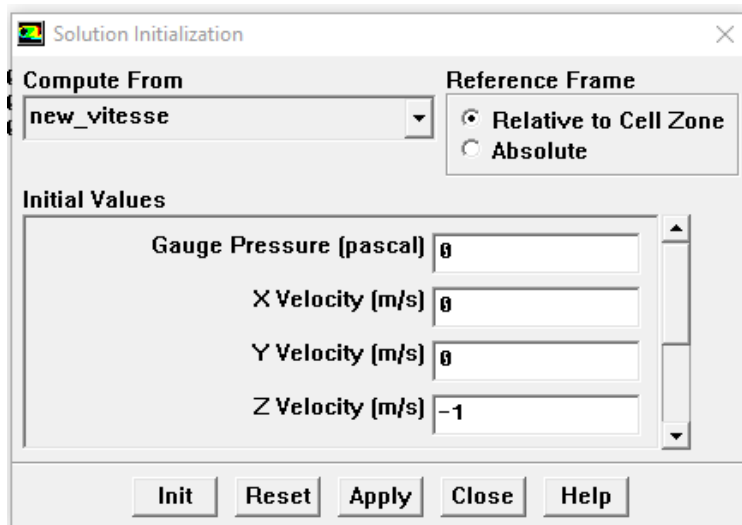 Solution Initialization
Compute From
Reference Frame
new_vitesse
Relative to Cell Zone
Absolute
Initial Values
Gauge Pressure (pascal) 0
X Velocity (m/s) 0
Y Velocity (m/s) 0
Z Velocity (m/s) -1
Init Reset Apply Close Help